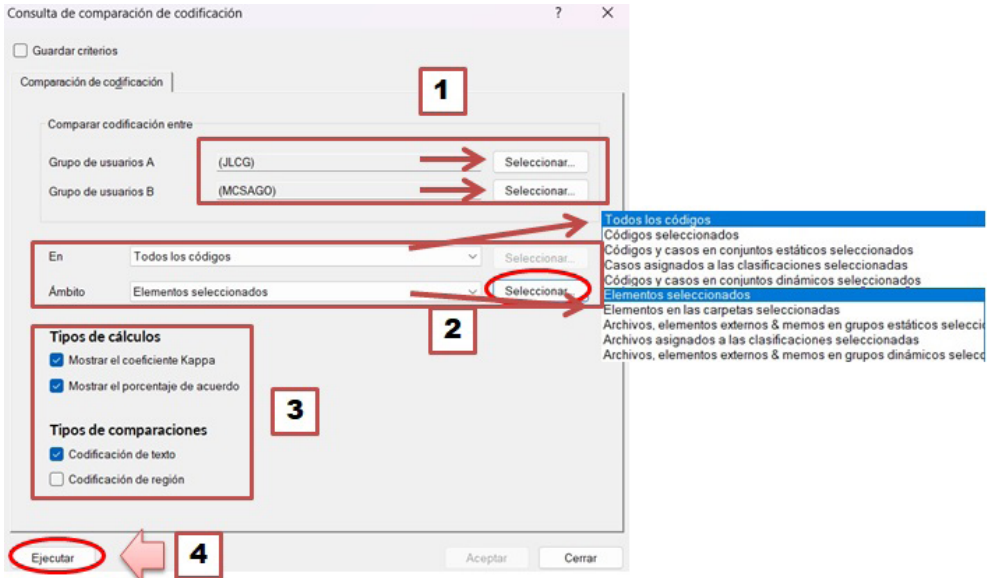 Consulta de comparación de codificación ? ×
Guardar criterios
Comparación de codificación
1
Comparar codificación entre
Grupo de usuarios A (JLCG) Seleccionar...
Grupo de usuarios B (MCSAGO) Seleccionar...
En Todos los códigos Seleccionar...
Ámbito Elementos seleccionados Seleccionar...
Todos los códigos
Códigos seleccionados
Códigos y casos en conjuntos estáticos seleccionados
Casos asignados a las clasificaciones seleccionadas
Códigos y casos en conjuntos dinámicos seleccionados
Elementos seleccionados
Elementos en las carpetas seleccionadas
Archivos, elementos externos & memos en grupos estáticos selecci
Archivos asignados a las clasificaciones seleccionadas
Archivos, elementos externos & memos en grupos dinámicos selecc
2
Tipos de cálculos
Mostrar el coeficiente Kappa
Mostrar el porcentaje de acuerdo
3
Tipos de comparaciones
Codificación de texto
Codificación de región
Ejecutar
4
Aceptar Cerrar